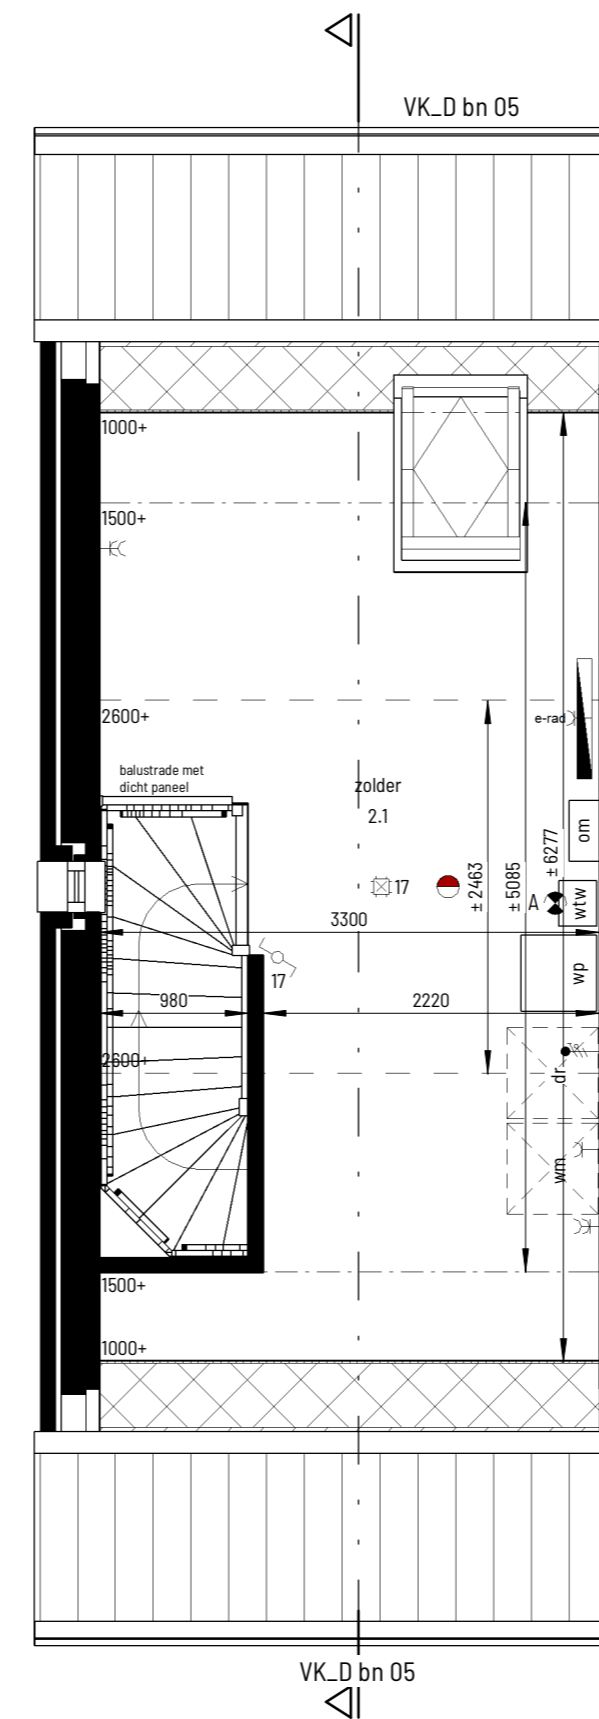 VK_D bn 05
1000+
1500+
2600+
e-rad
balustrade met
dicht paneel
zolder
2.1
om
±2463
±5085
±6277
17
A
wtw
3300
17
wp
980
2220
2600+
dr
wm
1500+
1000+
VK_D bn 05